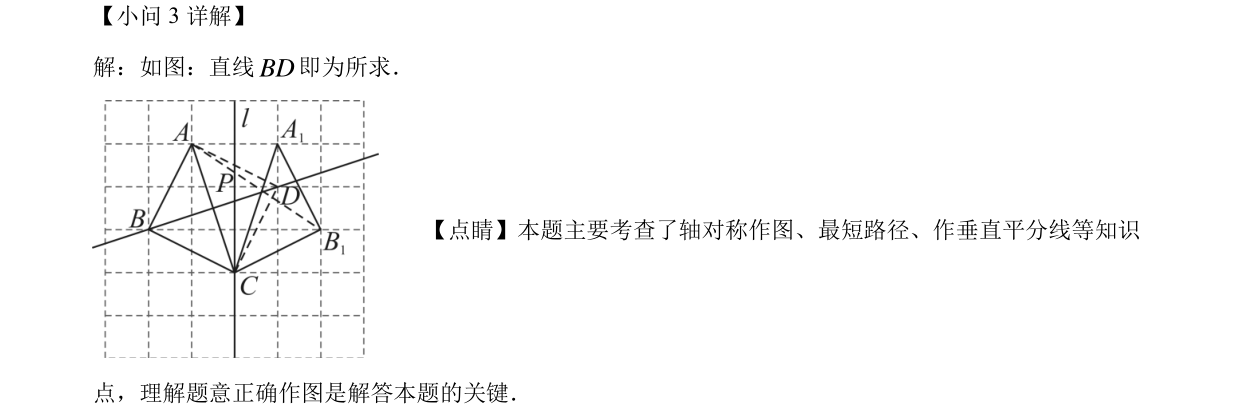 【小问 3 详解】
解：如图：直线 BD 即为所求．
l
A
A₁
P
D
B
B₁
C
【点睛】本题主要考查了轴对称作图、最短路径、作垂直平分线等知识
点，理解题意正确作图是解答本题的关键．